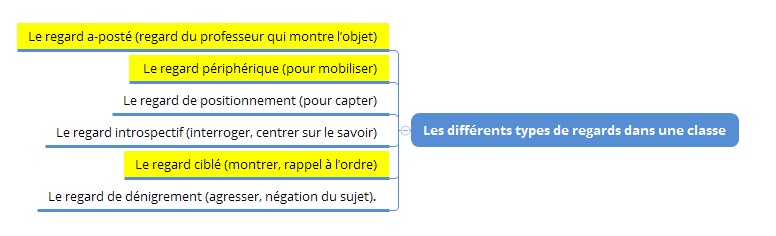 Le regard a-posté (regard du professeur qui montre l’objet)
Le regard périphérique (pour mobiliser)
Le regard de positionnement (pour capter)
Le regard introspectif (interroger, centrer sur le savoir)
Les différents types de regards dans une classe
Le regard ciblé (montrer, rappel à l’ordre)
Le regard de dénigrement (agresser, négation du sujet).